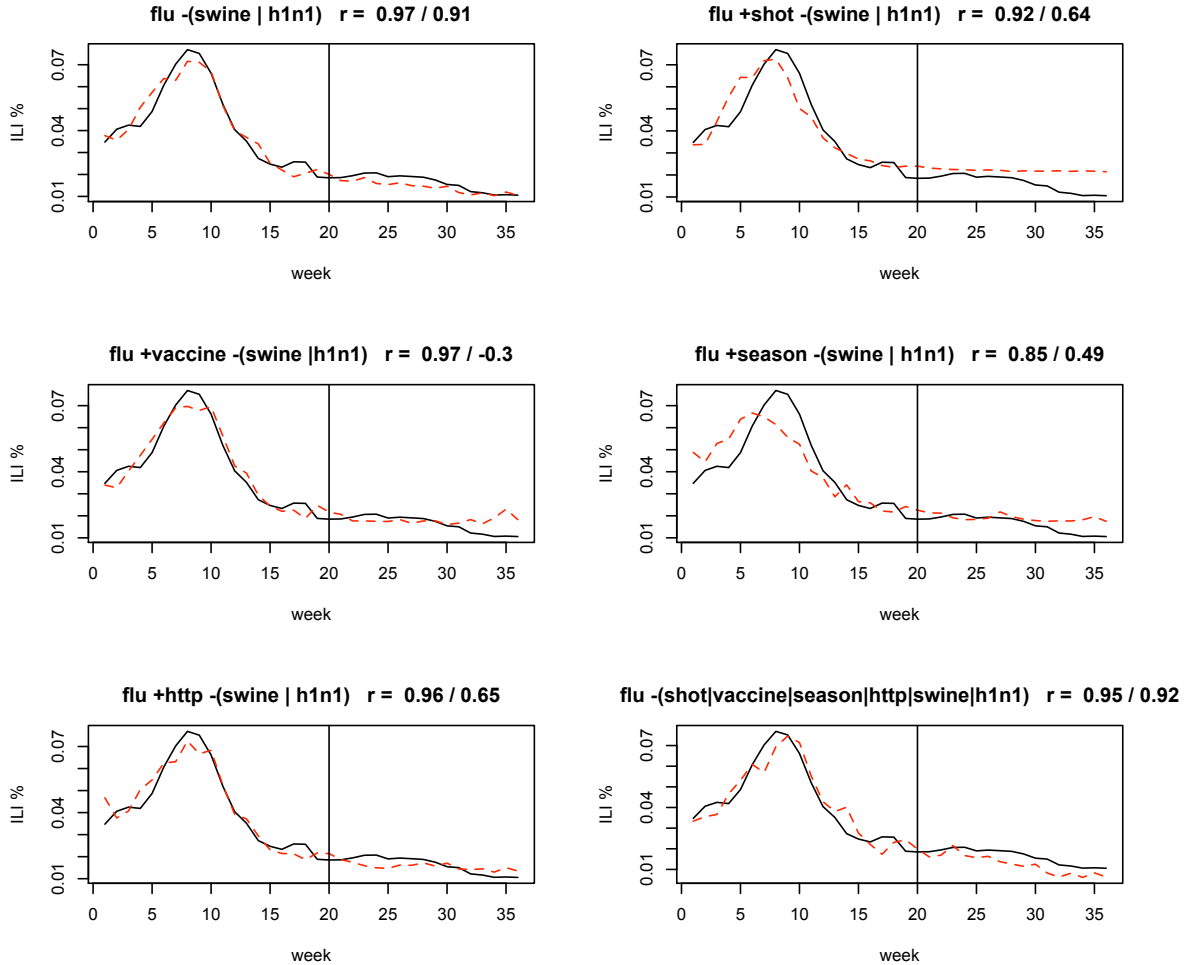 flu -(swine | h1n1) r = 0.97 / 0.91
ILI %
0.01 0.04 0.07
0 5 10 15 20 25 30 35
week
flu +shot -(swine | h1n1) r = 0.92 / 0.64
ILI %
0.01 0.04 0.07
0 5 10 15 20 25 30 35
week
flu +vaccine -(swine |h1n1) r = 0.97 / -0.3
ILI %
0.01 0.04 0.07
0 5 10 15 20 25 30 35
week
flu +season -(swine | h1n1) r = 0.85 / 0.49
ILI %
0.01 0.04 0.07
0 5 10 15 20 25 30 35
week
flu +http -(swine | h1n1) r = 0.96 / 0.65
ILI %
0.01 0.04 0.07
0 5 10 15 20 25 30 35
week
flu -(shot|vaccine|season|http|swine|h1n1) r = 0.95 / 0.92
ILI %
0.01 0.04 0.07
0 5 10 15 20 25 30 35
week